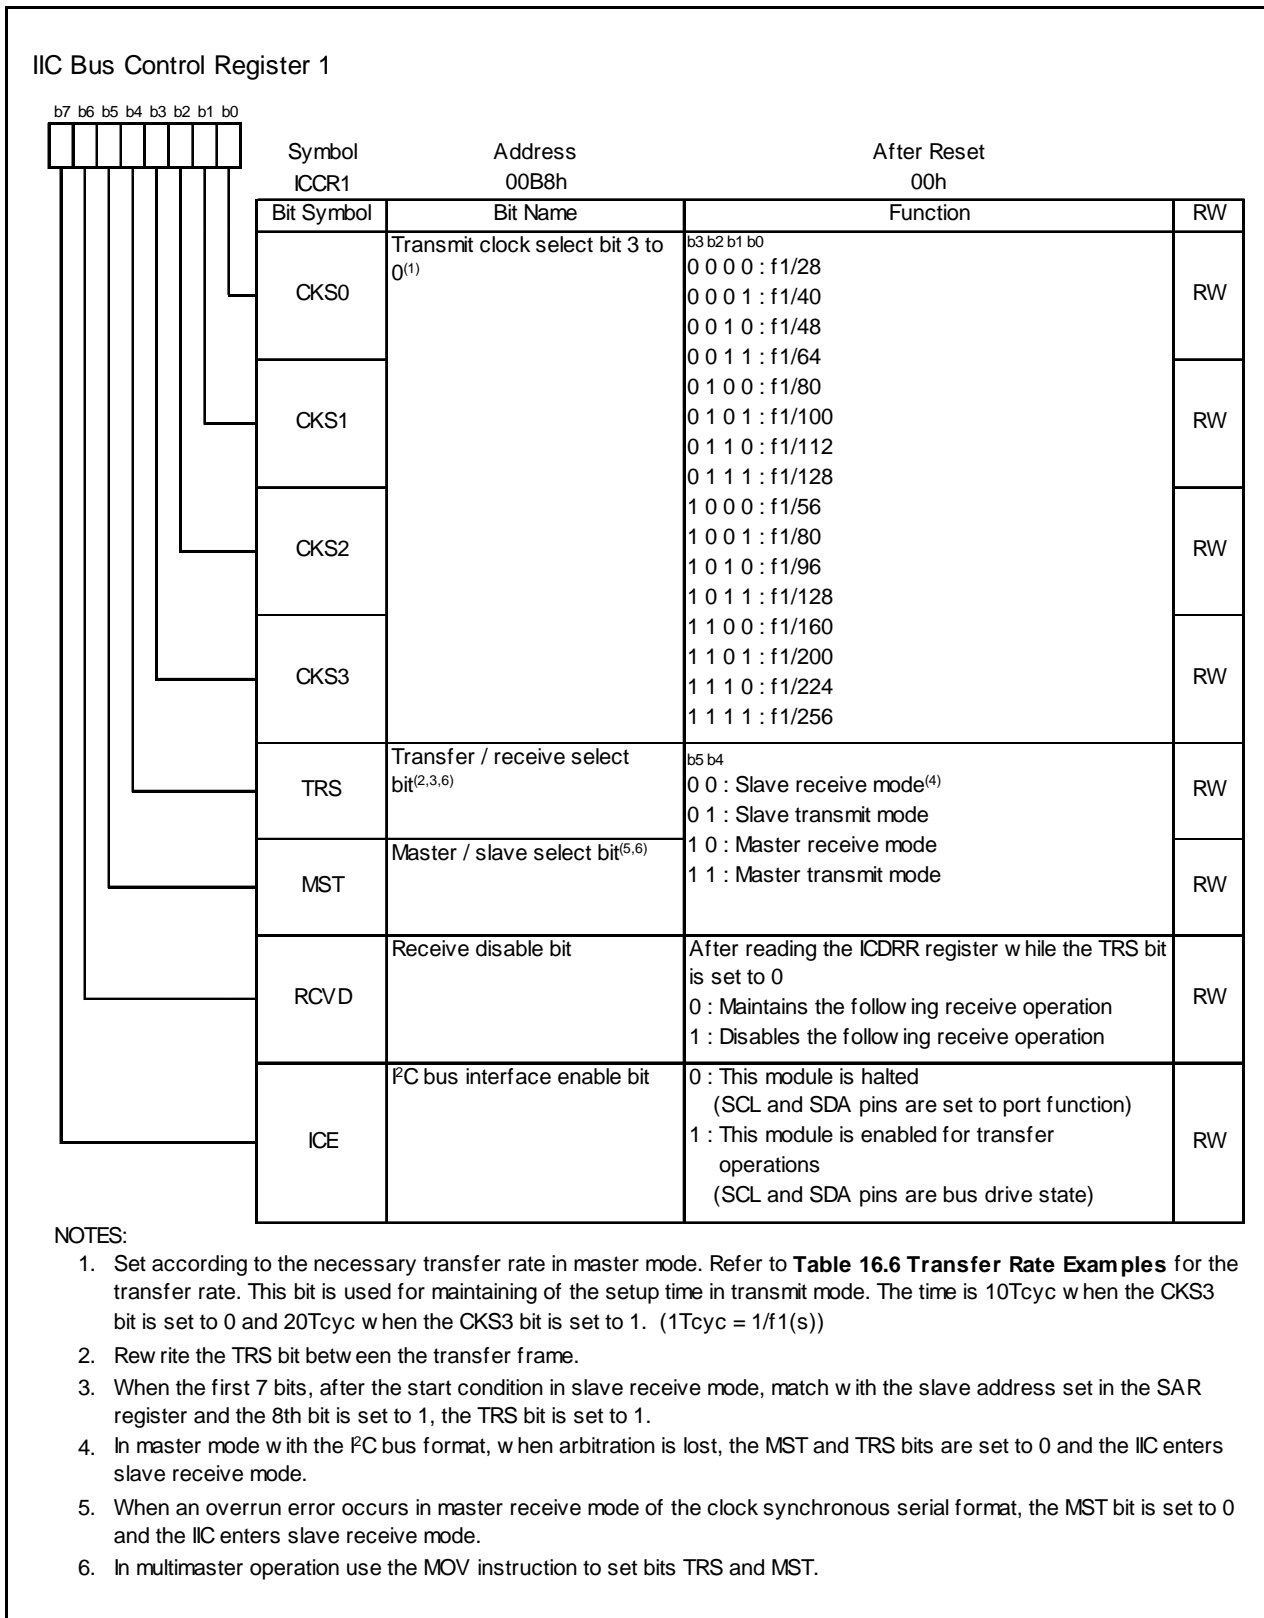 IIC Bus Control Register 1
b7 b6 b5 b4 b3 b2 b1 b0
Symbol Address After Reset
ICCR1 00B8h 00h
Bit Symbol Bit Name Function RW
CKS0 Transmit clock select bit 3 to
0(1)
b3 b2 b1 b0
0 0 0 0 : f1/28
0 0 0 1 : f1/40
0 0 1 0 : f1/48
0 0 1 1 : f1/64
0 1 0 0 : f1/80
0 1 0 1 : f1/100
0 1 1 0 : f1/112
0 1 1 1 : f1/128
1 0 0 0 : f1/56
1 0 0 1 : f1/80
1 0 1 0 : f1/96
1 0 1 1 : f1/128
1 1 0 0 : f1/160
1 1 0 1 : f1/200
1 1 1 0 : f1/224
1 1 1 1 : f1/256
RW
CKS1 RW
CKS2 RW
CKS3 RW
TRS Transfer / receive select
bit(2,3,6)
b5 b4
0 0 : Slave receive mode(4)
0 1 : Slave transmit mode
1 0 : Master receive mode
1 1 : Master transmit mode
RW
MST Master / slave select bit(5,6) RW
RCVD Receive disable bit
After reading the ICDRR register while the TRS bit
is set to 0
0 : Maintains the following receive operation
1 : Disables the following receive operation
RW
ICE I2C bus interface enable bit
0 : This module is halted
(SCL and SDA pins are set to port function)
1 : This module is enabled for transfer
operations
(SCL and SDA pins are bus drive state)
RW
NOTES:
1. Set according to the necessary transfer rate in master mode. Refer to Table 16.6 Transfer Rate Examples for the
transfer rate. This bit is used for maintaining of the setup time in transmit mode. The time is 10Tcyc when the CKS3
bit is set to 0 and 20Tcyc when the CKS3 bit is set to 1. (1Tcyc = 1/f1(s))
2. Rewrite the TRS bit between the transfer frame.
3. When the first 7 bits, after the start condition in slave receive mode, match with the slave address set in the SAR
register and the 8th bit is set to 1, the TRS bit is set to 1.
4. In master mode with the I2C bus format, when arbitration is lost, the MST and TRS bits are set to 0 and the IIC enters
slave receive mode.
5. When an overrun error occurs in master receive mode of the clock synchronous serial format, the MST bit is set to 0
and the IIC enters slave receive mode.
6. In multimaster operation use the MOV instruction to set bits TRS and MST.